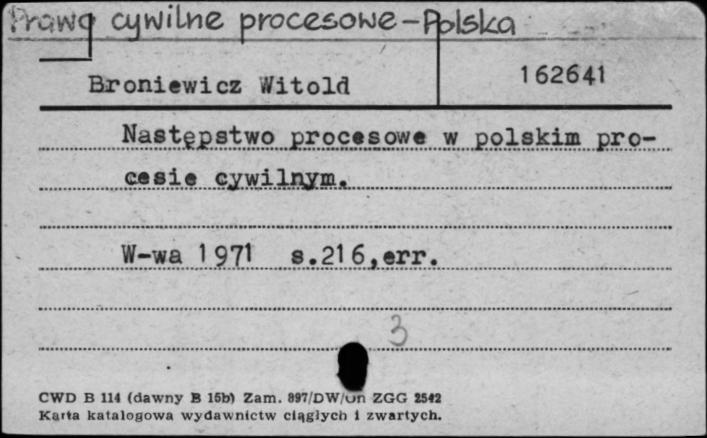 Prawo cywilne procesowe-Polska
Broniewicz Witold
162641
Następstwo procesowe w polskim pro-
cesie cywilnym.
W-wa 1971 s.216,err.
3
CWD B 114 (dawny B 15b) Zam. 897/DW/Un ZGG 2542
Karta katalogowa wydawnictw ciągłych i zwartych.